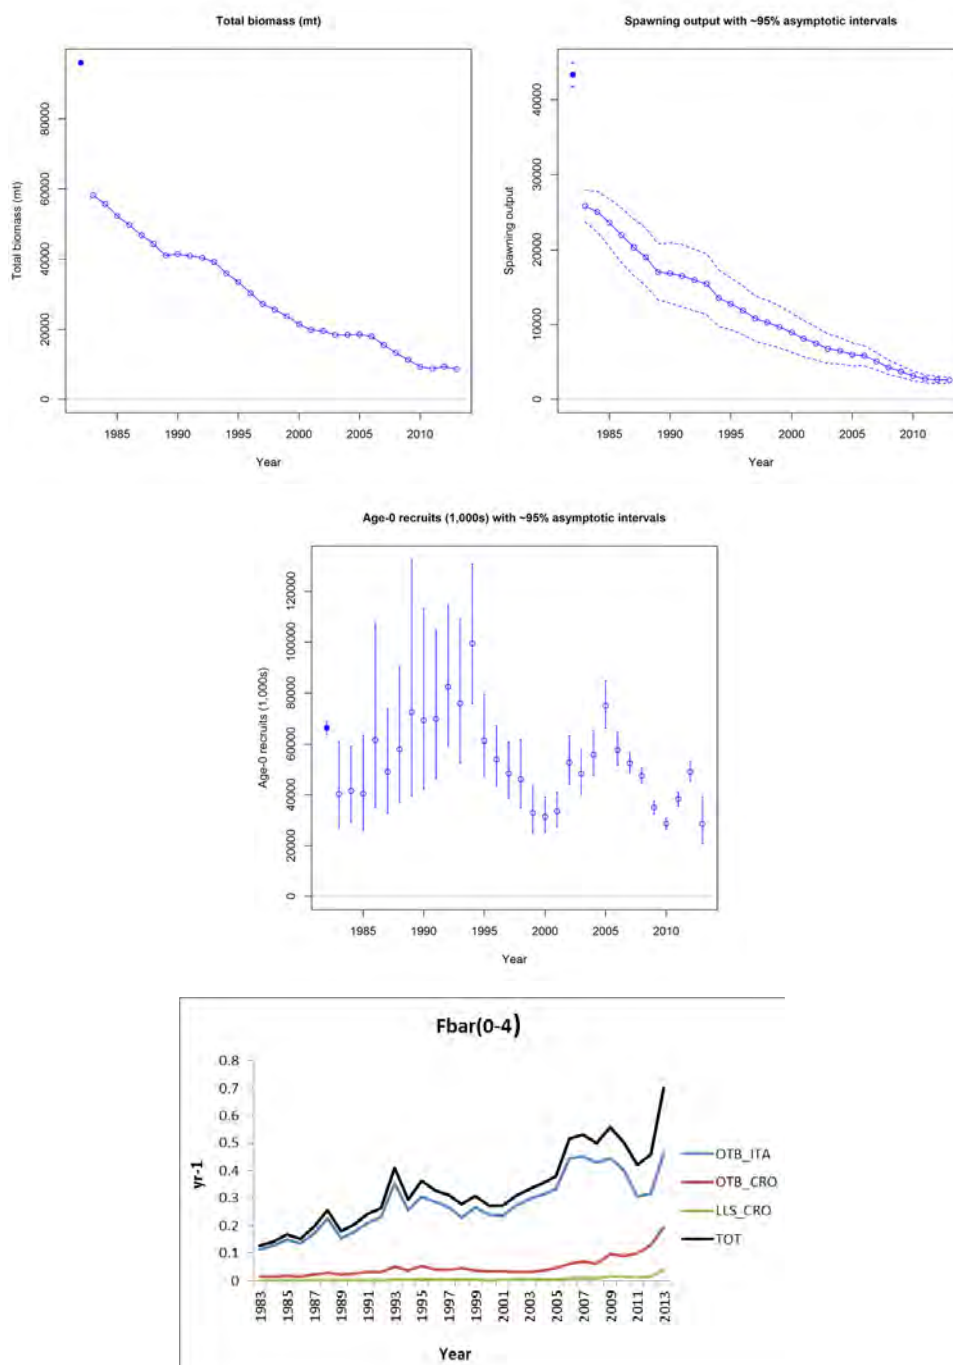 Total biomass (mt)
Total biomass (mt)
80000
60000
40000
20000
0
1985 1990 1995 2000 2005 2010
Year
Spawning output with ~95% asymptotic intervals
Spawning output
40000
30000
20000
10000
0
1985 1990 1995 2000 2005 2010
Year
Age-0 recruits (1,000s) with ~95% asymptotic intervals
Age-0 recruits (1,000s)
120000
100000
80000
60000
40000
20000
0
1985 1990 1995 2000 2005 2010
Year
Fbar(0-4)
yr-1
0.8
0.7
0.6
0.5
0.4
0.3
0.2
0.1
0
1983 1985 1987 1989 1991 1993 1995 1997 1999 2001 2003 2005 2007 2009 2011 2013
Year
OTB_ITA
OTB_CRO
LLS_CRO
TOT